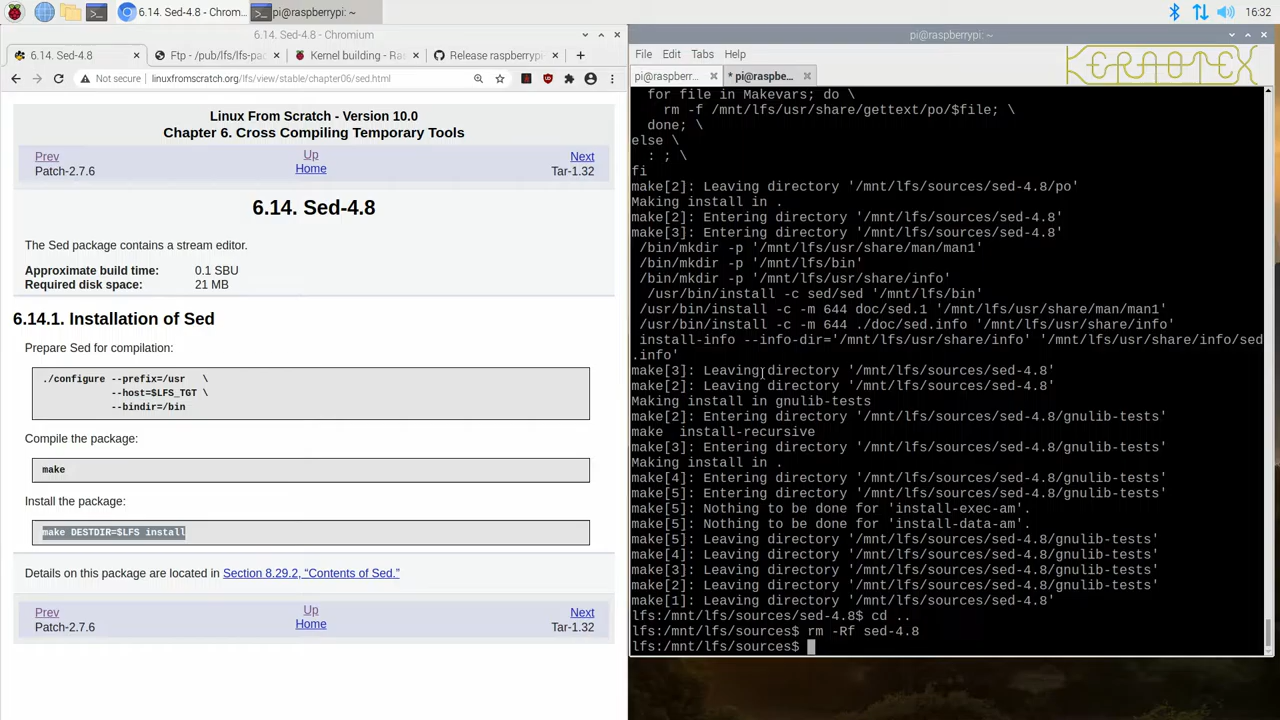 6.14. Sed-4.8 - Chrom...
pi@raspberrypi: ~
16:32
6.14. Sed-4.8 - Chromium
pi@raspberrypi: ~
6.14. Sed-4.8
Ftp - /pub/lfs/lfs-pac
Kernel building - Ras
Release raspberrypi
File Edit Tabs Help
Not secure | linuxfromscratch.org/lfs/view/stable/chapter06/sed.html
pi@raspberr...
* pi@raspbe...
KERAOTEX
Linux From Scratch - Version 10.0
Chapter 6. Cross Compiling Temporary Tools
Prev
Up
Next
Patch-2.7.6
Home
Tar-1.32
6.14. Sed-4.8
The Sed package contains a stream editor.
Approximate build time: 0.1 SBU
Required disk space: 21 MB
6.14.1. Installation of Sed
Prepare Sed for compilation:
./configure --prefix=/usr \
--host=$LFS_TGT \
--bindir=/bin
Compile the package:
make
Install the package:
make DESTDIR=$LFS install
Details on this package are located in Section 8.29.2, “Contents of Sed.”
Prev
Up
Next
Patch-2.7.6
Home
Tar-1.32
for file in Makevars; do \
rm -f /mnt/lfs/usr/share/gettext/po/$file; \
done; \
else \
: ; \
fi
make[2]: Leaving directory '/mnt/lfs/sources/sed-4.8/po'
Making install in .
make[2]: Entering directory '/mnt/lfs/sources/sed-4.8'
make[3]: Entering directory '/mnt/lfs/sources/sed-4.8'
/bin/mkdir -p '/mnt/lfs/usr/share/man/man1'
/bin/mkdir -p '/mnt/lfs/bin'
/bin/mkdir -p '/mnt/lfs/usr/share/info'
/usr/bin/install -c sed/sed '/mnt/lfs/bin'
/usr/bin/install -c -m 644 doc/sed.1 '/mnt/lfs/usr/share/man/man1'
/usr/bin/install -c -m 644 ./doc/sed.info '/mnt/lfs/usr/share/info'
install-info --info-dir='/mnt/lfs/usr/share/info' '/mnt/lfs/usr/share/info/sed
.info'
make[3]: Leaving directory '/mnt/lfs/sources/sed-4.8'
make[2]: Leaving directory '/mnt/lfs/sources/sed-4.8'
Making install in gnulib-tests
make[2]: Entering directory '/mnt/lfs/sources/sed-4.8/gnulib-tests'
make  install-recursive
make[3]: Entering directory '/mnt/lfs/sources/sed-4.8/gnulib-tests'
Making install in .
make[4]: Entering directory '/mnt/lfs/sources/sed-4.8/gnulib-tests'
make[5]: Entering directory '/mnt/lfs/sources/sed-4.8/gnulib-tests'
make[5]: Nothing to be done for 'install-exec-am'.
make[5]: Nothing to be done for 'install-data-am'.
make[5]: Leaving directory '/mnt/lfs/sources/sed-4.8/gnulib-tests'
make[4]: Leaving directory '/mnt/lfs/sources/sed-4.8/gnulib-tests'
make[3]: Leaving directory '/mnt/lfs/sources/sed-4.8/gnulib-tests'
make[2]: Leaving directory '/mnt/lfs/sources/sed-4.8/gnulib-tests'
make[1]: Leaving directory '/mnt/lfs/sources/sed-4.8'
lfs:/mnt/lfs/sources/sed-4.8$ cd ..
lfs:/mnt/lfs/sources$ rm -Rf sed-4.8
lfs:/mnt/lfs/sources$